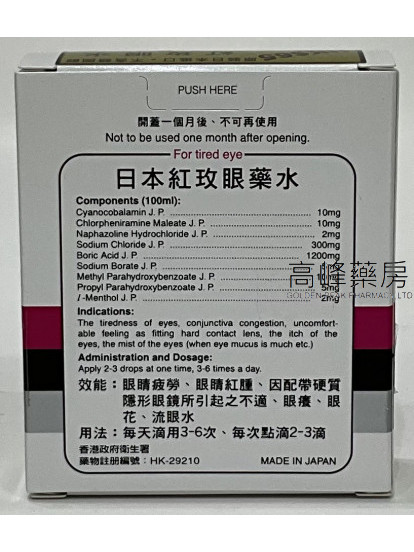 PUSH HERE
開蓋一個月後、不可再使用
Not to be used one month after opening.
For tired eye
日本紅玫眼藥水
Components (100ml):
Cyanocobalamin J. P. 10mg
Chlorpheniramine Maleate J. P. 10mg
Naphazoline Hydrochloride J. P. 2mg
Sodium Chloride J. P. 300mg
Boric Acid J. P. 1200mg
Sodium Borate J. P.
Methyl Parahydroxybenzoate J. P. 10mg
Propyl Parahydroxybenzoate J. P. 5mg
l-Menthol J. P. 2mg
高峰藥房
GOLDEN PEAK PHARMACY LTD
Indications:
The tiredness of eyes, conjunctiva congestion, uncomfort-
able feeling as fitting hard contact lens, the itch of the
eyes, the mist of the eyes (when eye mucus is much etc.)
Administration and Dosage:
Apply 2-3 drops at one time, 3-6 times a day.
效能：眼睛疲勞、眼睛紅腫、因配帶硬質
隱形眼鏡所引起之不適、眼癢、眼
花、流眼水
用法：每天滴用3-6次、每次點滴2-3滴
香港政府衛生署
藥物註册編號：HK-29210
MADE IN JAPAN